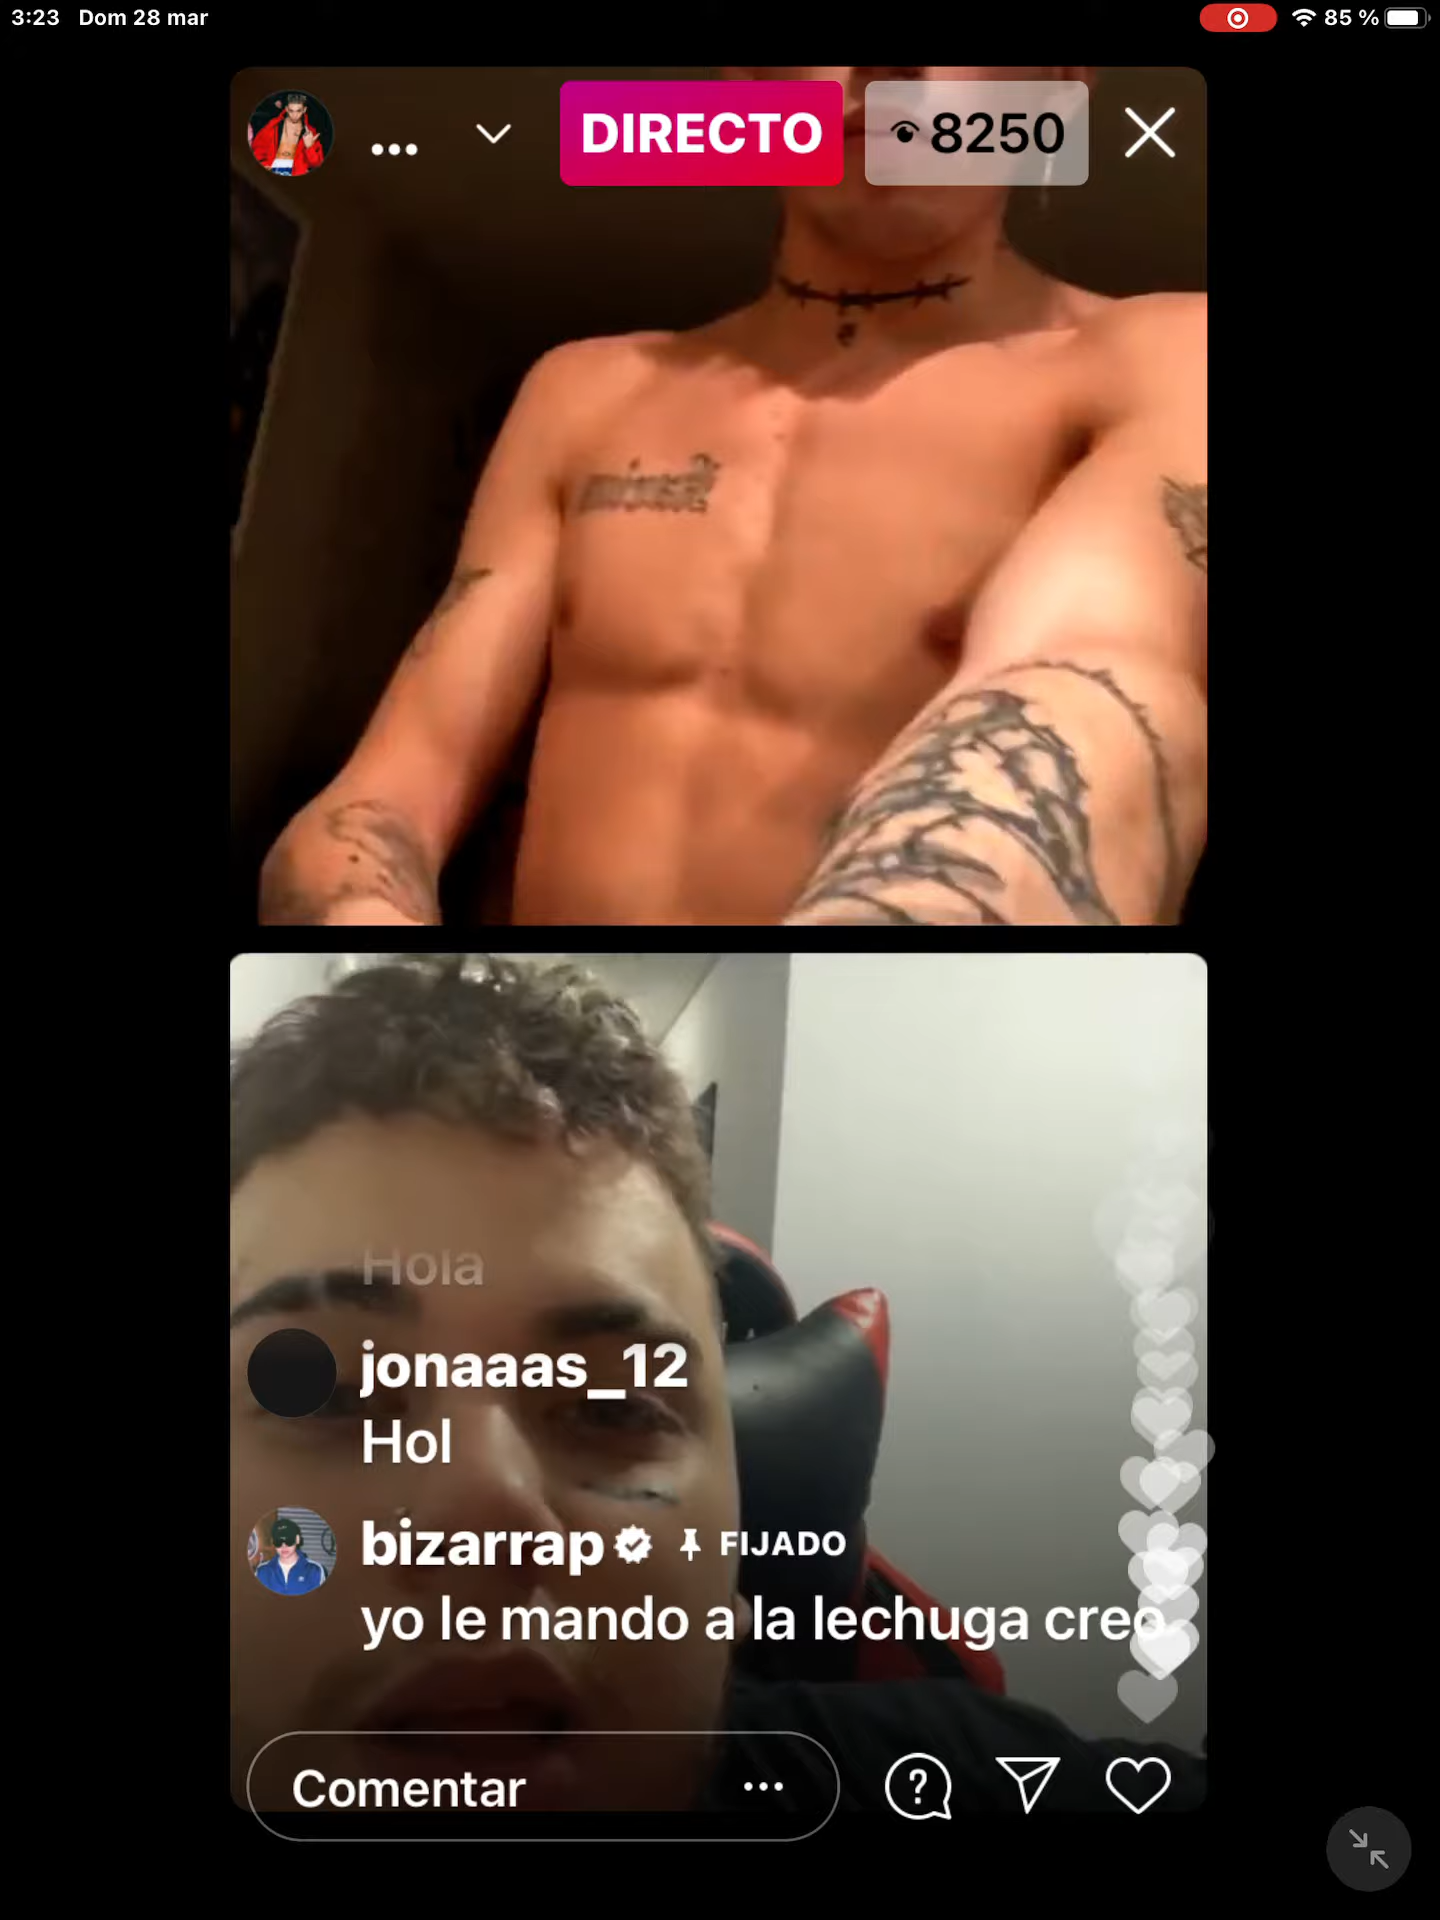 3:23 Dom 28 mar
85 %
... DIRECTO 8250
Hola
jonaaas_12
Hol
bizarrap FIJADO
yo le mando a la lechuga creo
Comentar